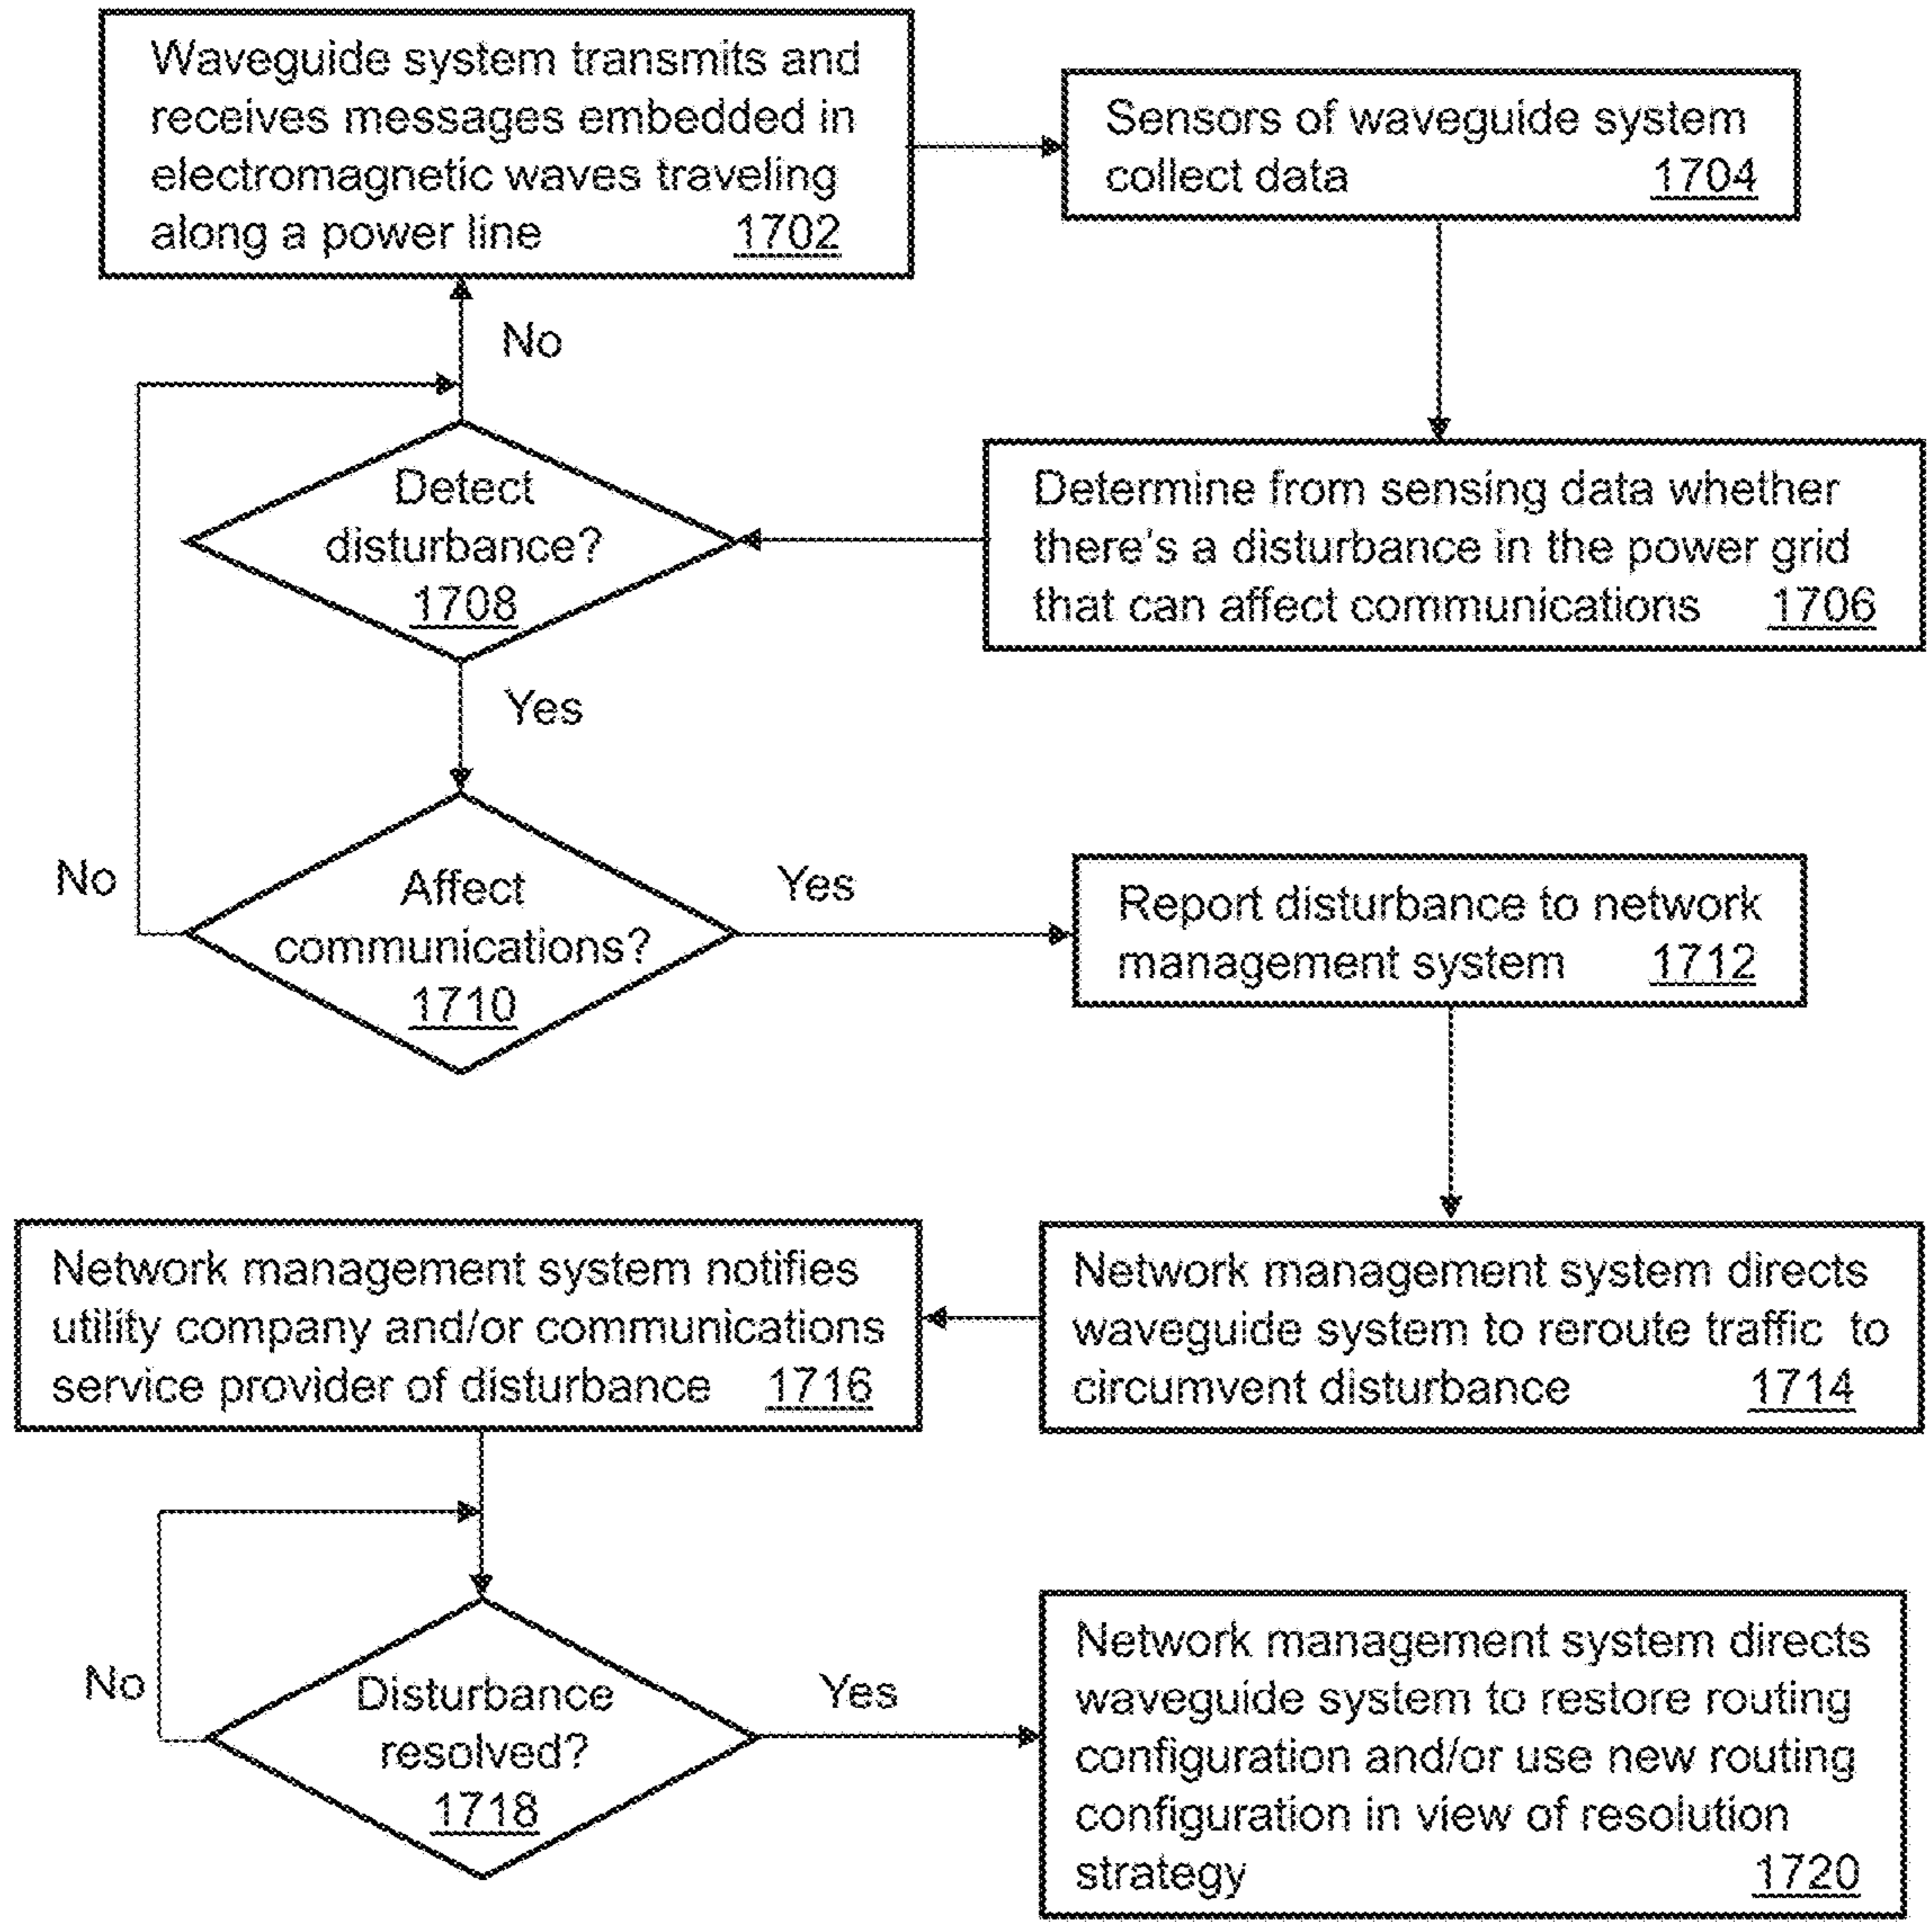 Waveguide system transmits and
receives messages embedded in
electromagnetic waves traveling
along a power line 1702
Sensors of waveguide system
collect data 1704
No
Detect
disturbance?
1708
Determine from sensing data whether
there's a disturbance in the power grid
that can affect communications 1706
Yes
No
Affect
communications?
1710
Yes
Report disturbance to network
management system 1712
Network management system directs
waveguide system to reroute traffic to
circumvent disturbance 1714
Network management system notifies
utility company and/or communications
service provider of disturbance 1716
No
Disturbance
resolved?
1718
Yes
Network management system directs
waveguide system to restore routing
configuration and/or use new routing
configuration in view of resolution
strategy 1720